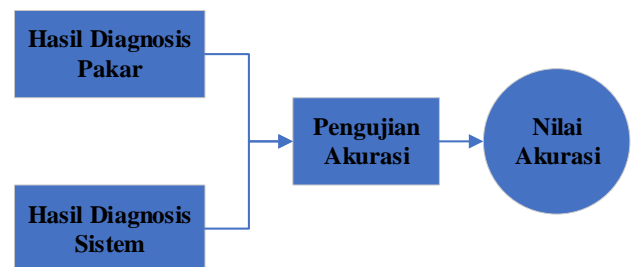 Hasil Diagnosis
Pakar
Pengujian
Akurasi
Nilai
Akurasi
Hasil Diagnosis
Sistem